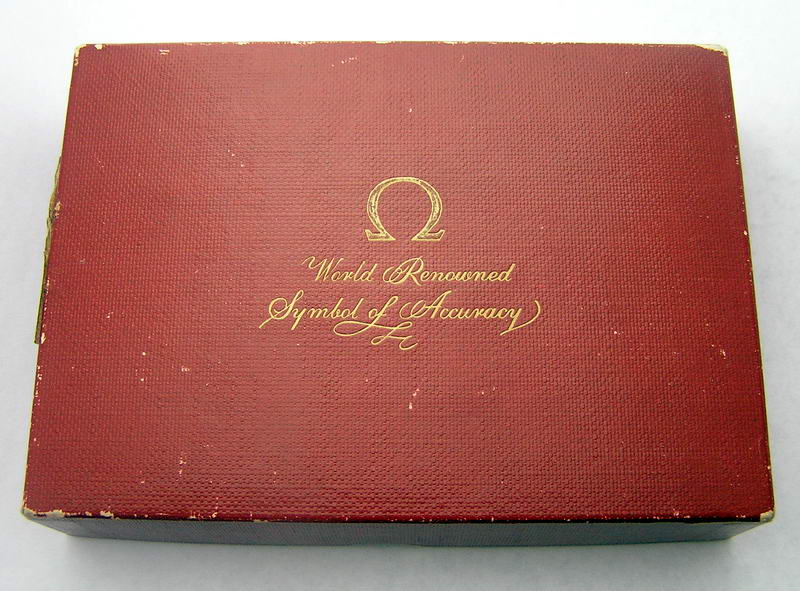 Ω
World Renowned
Symbol of Accuracy